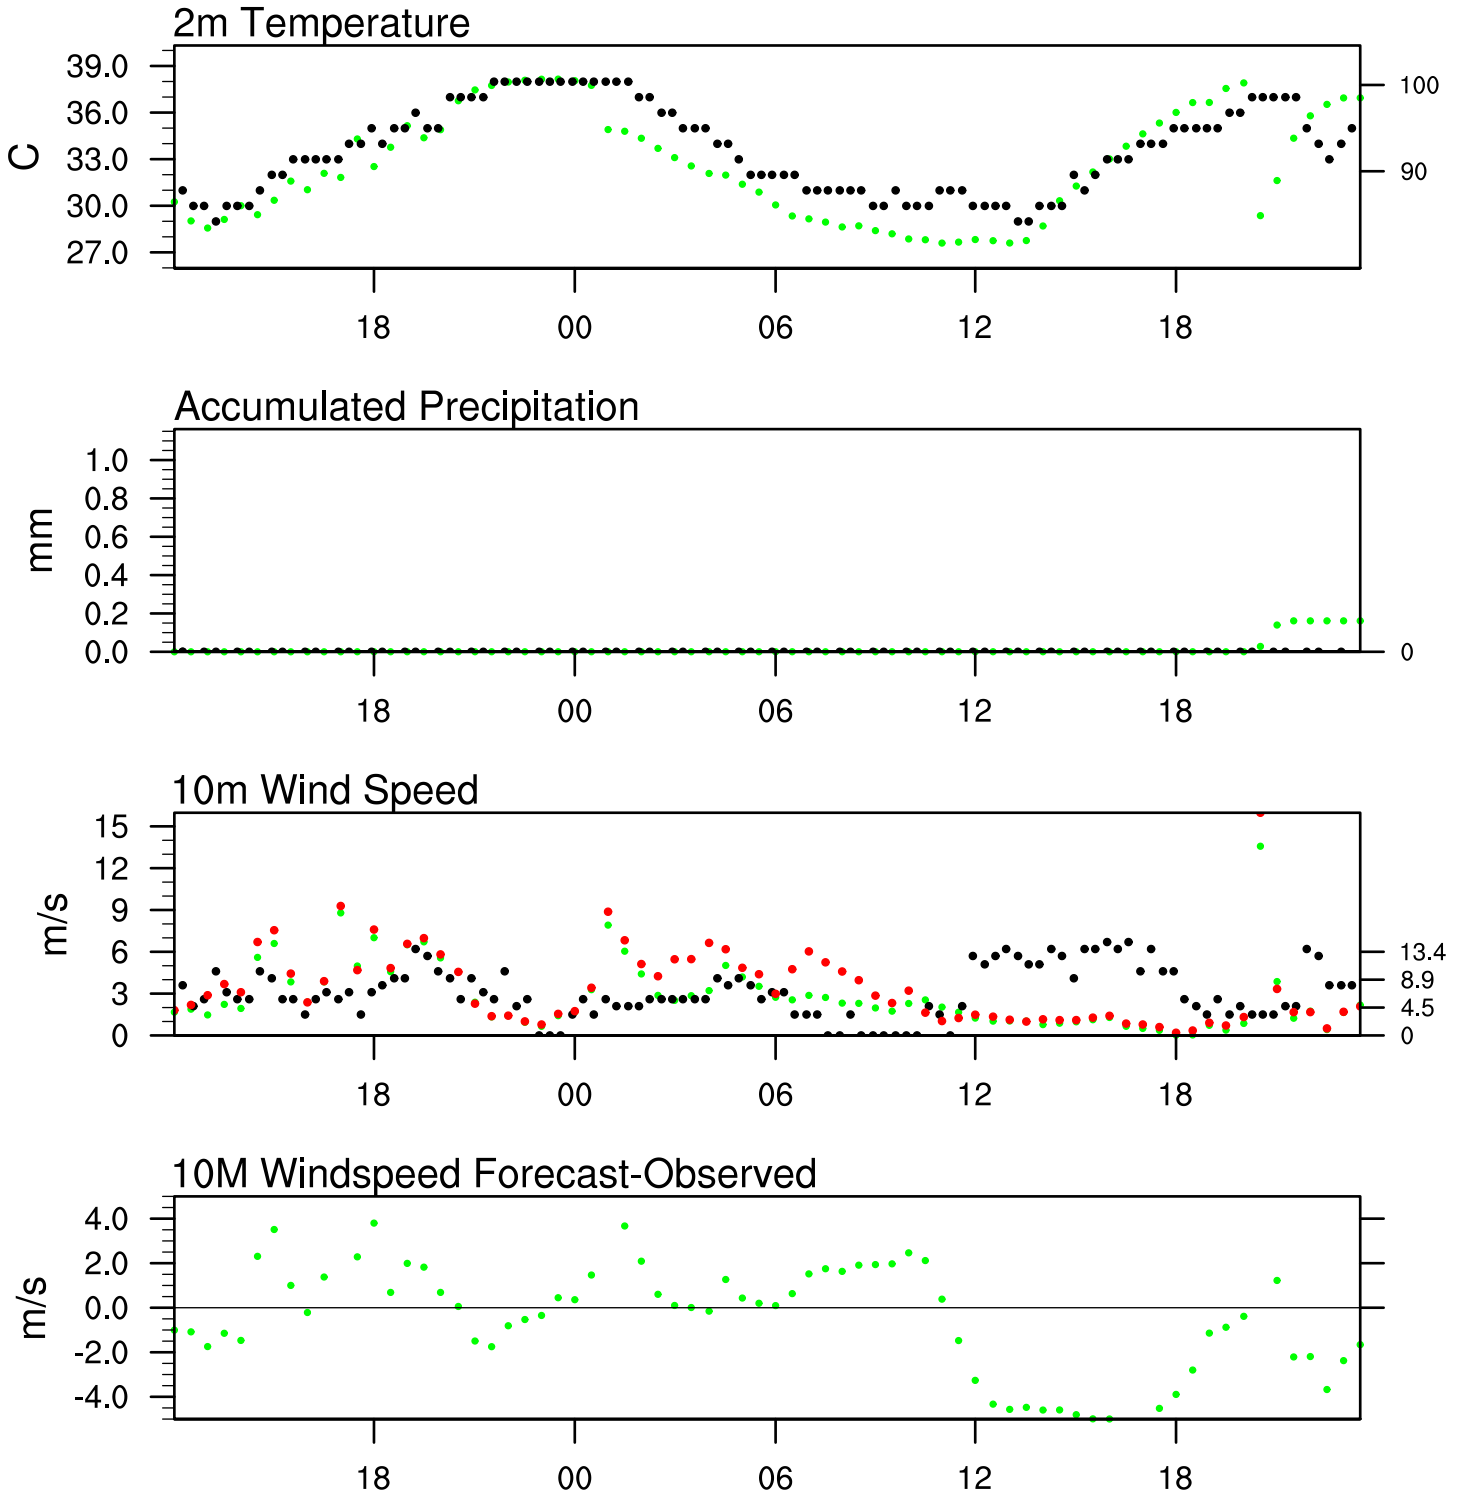 2m Temperature
39.0
36.0
33.0
30.0
27.0
C
100
90
18 00 06 12 18
Accumulated Precipitation
1.0
0.8
0.6
0.4
0.2
0.0
mm
0
18 00 06 12 18
10m Wind Speed
15
12
9
6
3
0
m/s
13.4
8.9
4.5
0
18 00 06 12 18
10M Windspeed Forecast-Observed
4.0
2.0
0.0
-2.0
-4.0
m/s
18 00 06 12 18